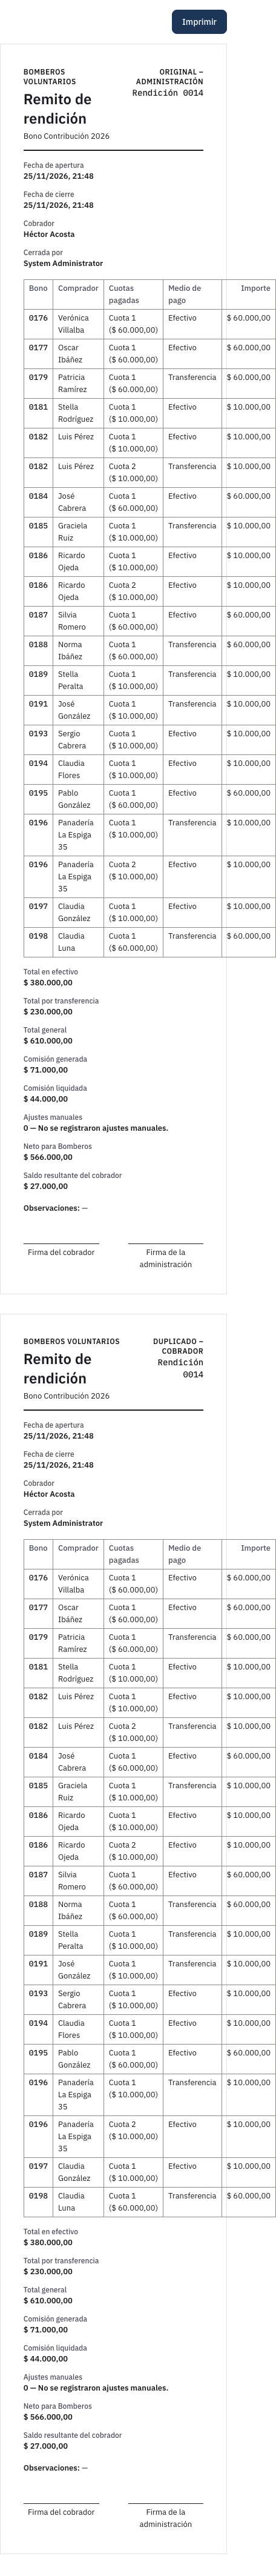 Imprimir
BOMBEROS
VOLUNTARIOS
ORIGINAL –
ADMINISTRACIÓN
Rendición 0014
Remito de
rendición
Bono Contribución 2026
Fecha de apertura
25/11/2026, 21:48
Fecha de cierre
25/11/2026, 21:48
Cobrador
Héctor Acosta
Cerrada por
System Administrator
Bono Comprador Cuotas pagadas Medio de pago Importe
0176 Verónica Villalba Cuota 1 ($ 60.000,00) Efectivo $ 60.000,00
0177 Oscar Ibáñez Cuota 1 ($ 60.000,00) Efectivo $ 60.000,00
0179 Patricia Ramírez Cuota 1 ($ 60.000,00) Transferencia $ 60.000,00
0181 Stella Rodríguez Cuota 1 ($ 10.000,00) Efectivo $ 10.000,00
0182 Luis Pérez Cuota 1 ($ 10.000,00) Efectivo $ 10.000,00
0182 Luis Pérez Cuota 2 ($ 10.000,00) Transferencia $ 10.000,00
0184 José Cabrera Cuota 1 ($ 60.000,00) Efectivo $ 60.000,00
0185 Graciela Ruiz Cuota 1 ($ 10.000,00) Transferencia $ 10.000,00
0186 Ricardo Ojeda Cuota 1 ($ 10.000,00) Efectivo $ 10.000,00
0186 Ricardo Ojeda Cuota 2 ($ 10.000,00) Efectivo $ 10.000,00
0187 Silvia Romero Cuota 1 ($ 60.000,00) Efectivo $ 60.000,00
0188 Norma Ibáñez Cuota 1 ($ 60.000,00) Transferencia $ 60.000,00
0189 Stella Peralta Cuota 1 ($ 10.000,00) Transferencia $ 10.000,00
0191 José González Cuota 1 ($ 10.000,00) Transferencia $ 10.000,00
0193 Sergio Cabrera Cuota 1 ($ 10.000,00) Efectivo $ 10.000,00
0194 Claudia Flores Cuota 1 ($ 10.000,00) Efectivo $ 10.000,00
0195 Pablo González Cuota 1 ($ 60.000,00) Efectivo $ 60.000,00
0196 Panadería La Espiga 35 Cuota 1 ($ 10.000,00) Transferencia $ 10.000,00
0196 Panadería La Espiga 35 Cuota 2 ($ 10.000,00) Efectivo $ 10.000,00
0197 Claudia González Cuota 1 ($ 10.000,00) Efectivo $ 10.000,00
0198 Claudia Luna Cuota 1 ($ 60.000,00) Transferencia $ 60.000,00
Total en efectivo
$ 380.000,00
Total por transferencia
$ 230.000,00
Total general
$ 610.000,00
Comisión generada
$ 71.000,00
Comisión liquidada
$ 44.000,00
Ajustes manuales
0 — No se registraron ajustes manuales.
Neto para Bomberos
$ 566.000,00
Saldo resultante del cobrador
$ 27.000,00
Observaciones: —
Firma del cobrador
Firma de la
administración
BOMBEROS VOLUNTARIOS
DUPLICADO –
COBRADOR
Rendición
0014
Remito de
rendición
Bono Contribución 2026
Fecha de apertura
25/11/2026, 21:48
Fecha de cierre
25/11/2026, 21:48
Cobrador
Héctor Acosta
Cerrada por
System Administrator
Bono Comprador Cuotas pagadas Medio de pago Importe
0176 Verónica Villalba Cuota 1 ($ 60.000,00) Efectivo $ 60.000,00
0177 Oscar Ibáñez Cuota 1 ($ 60.000,00) Efectivo $ 60.000,00
0179 Patricia Ramírez Cuota 1 ($ 60.000,00) Transferencia $ 60.000,00
0181 Stella Rodríguez Cuota 1 ($ 10.000,00) Efectivo $ 10.000,00
0182 Luis Pérez Cuota 1 ($ 10.000,00) Efectivo $ 10.000,00
0182 Luis Pérez Cuota 2 ($ 10.000,00) Transferencia $ 10.000,00
0184 José Cabrera Cuota 1 ($ 60.000,00) Efectivo $ 60.000,00
0185 Graciela Ruiz Cuota 1 ($ 10.000,00) Transferencia $ 10.000,00
0186 Ricardo Ojeda Cuota 1 ($ 10.000,00) Efectivo $ 10.000,00
0186 Ricardo Ojeda Cuota 2 ($ 10.000,00) Efectivo $ 10.000,00
0187 Silvia Romero Cuota 1 ($ 60.000,00) Efectivo $ 60.000,00
0188 Norma Ibáñez Cuota 1 ($ 60.000,00) Transferencia $ 60.000,00
0189 Stella Peralta Cuota 1 ($ 10.000,00) Transferencia $ 10.000,00
0191 José González Cuota 1 ($ 10.000,00) Transferencia $ 10.000,00
0193 Sergio Cabrera Cuota 1 ($ 10.000,00) Efectivo $ 10.000,00
0194 Claudia Flores Cuota 1 ($ 10.000,00) Efectivo $ 10.000,00
0195 Pablo González Cuota 1 ($ 60.000,00) Efectivo $ 60.000,00
0196 Panadería La Espiga 35 Cuota 1 ($ 10.000,00) Transferencia $ 10.000,00
0196 Panadería La Espiga 35 Cuota 2 ($ 10.000,00) Efectivo $ 10.000,00
0197 Claudia González Cuota 1 ($ 10.000,00) Efectivo $ 10.000,00
0198 Claudia Luna Cuota 1 ($ 60.000,00) Transferencia $ 60.000,00
Total en efectivo
$ 380.000,00
Total por transferencia
$ 230.000,00
Total general
$ 610.000,00
Comisión generada
$ 71.000,00
Comisión liquidada
$ 44.000,00
Ajustes manuales
0 — No se registraron ajustes manuales.
Neto para Bomberos
$ 566.000,00
Saldo resultante del cobrador
$ 27.000,00
Observaciones: —
Firma del cobrador
Firma de la
administración